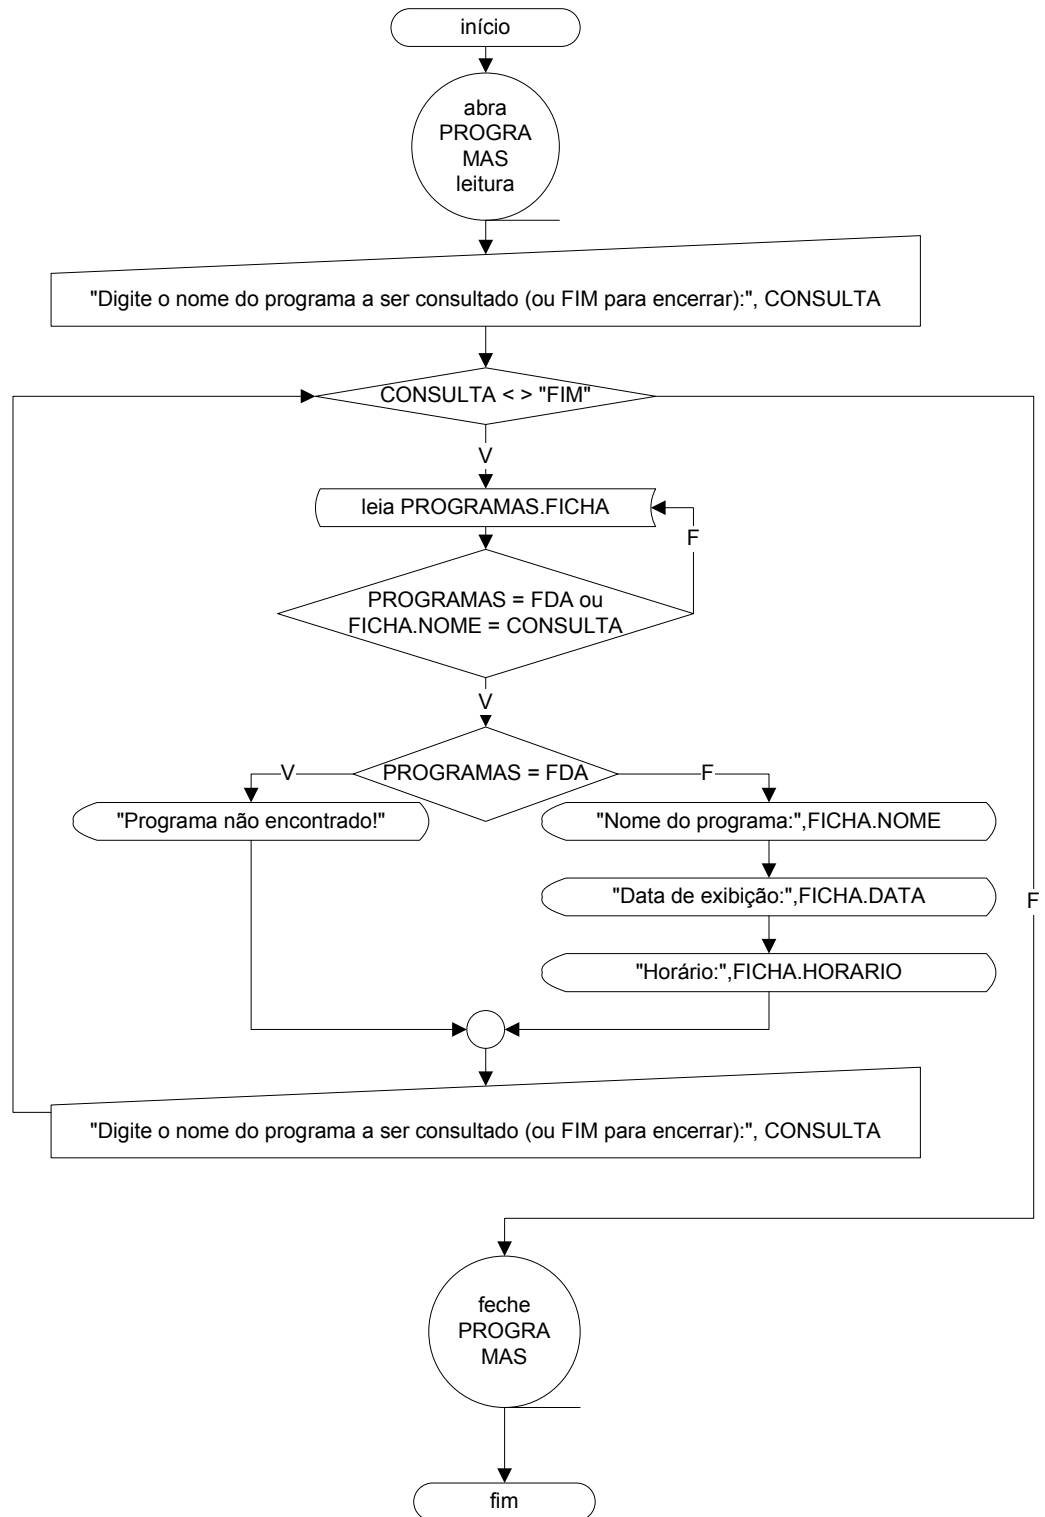 início
abra
PROGRA
MAS
leitura
"Digite o nome do programa a ser consultado (ou FIM para encerrar):", CONSULTA
CONSULTA < > "FIM"
V
leia PROGRAMAS.FICHA
F
PROGRAMAS = FDA ou
FICHA.NOME = CONSULTA
V
V
PROGRAMAS = FDA
F
"Programa não encontrado!"
"Nome do programa:",FICHA.NOME
"Data de exibição:",FICHA.DATA
F
"Horário:",FICHA.HORARIO
"Digite o nome do programa a ser consultado (ou FIM para encerrar):", CONSULTA
feche
PROGRA
MAS
fim